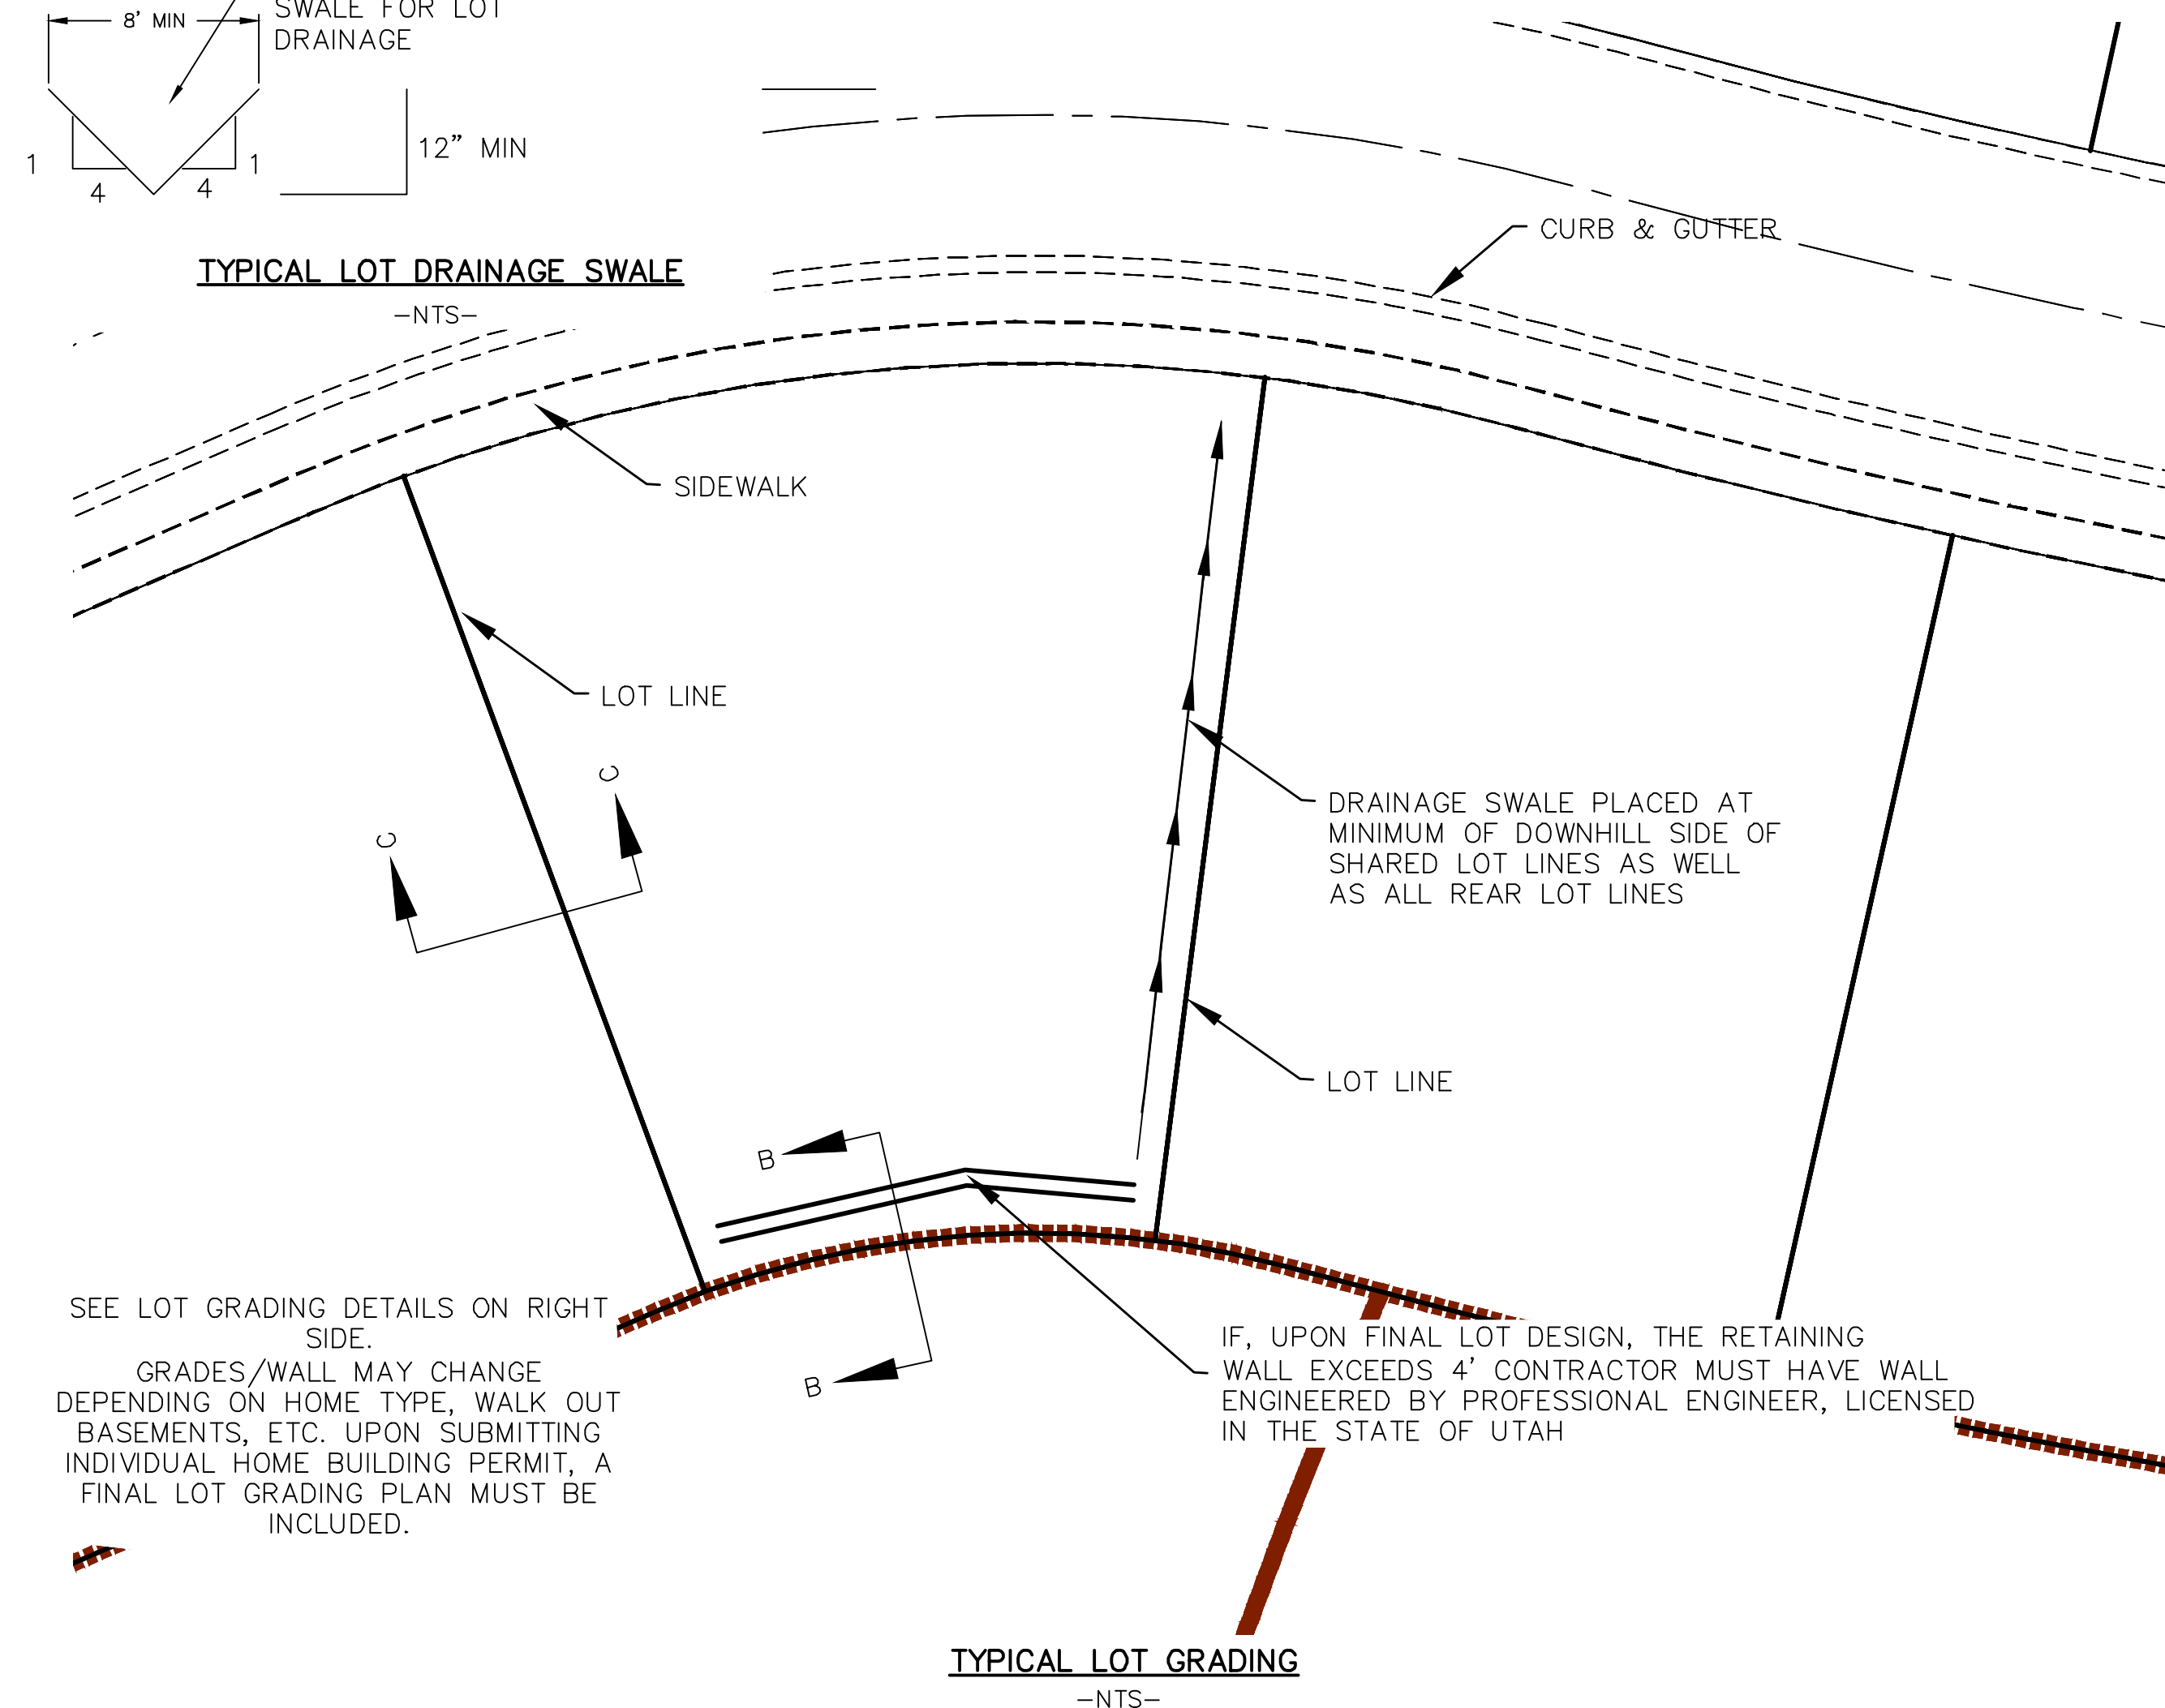 8' MIN
SWALE FOR LOT
DRAINAGE
1
4
4
1
12" MIN
TYPICAL LOT DRAINAGE SWALE
-NTS-
CURB & GUTTER
SIDEWALK
LOT LINE
C
C
DRAINAGE SWALE PLACED AT
MINIMUM OF DOWNHILL SIDE OF
SHARED LOT LINES AS WELL
AS ALL REAR LOT LINES
LOT LINE
B
B
SEE LOT GRADING DETAILS ON RIGHT
SIDE.
GRADES/WALL MAY CHANGE
DEPENDING ON HOME TYPE, WALK OUT
BASEMENTS, ETC. UPON SUBMITTING
INDIVIDUAL HOME BUILDING PERMIT, A
FINAL LOT GRADING PLAN MUST BE
INCLUDED.
IF, UPON FINAL LOT DESIGN, THE RETAINING
WALL EXCEEDS 4' CONTRACTOR MUST HAVE WALL
ENGINEERED BY PROFESSIONAL ENGINEER, LICENSED
IN THE STATE OF UTAH
TYPICAL LOT GRADING
-NTS-